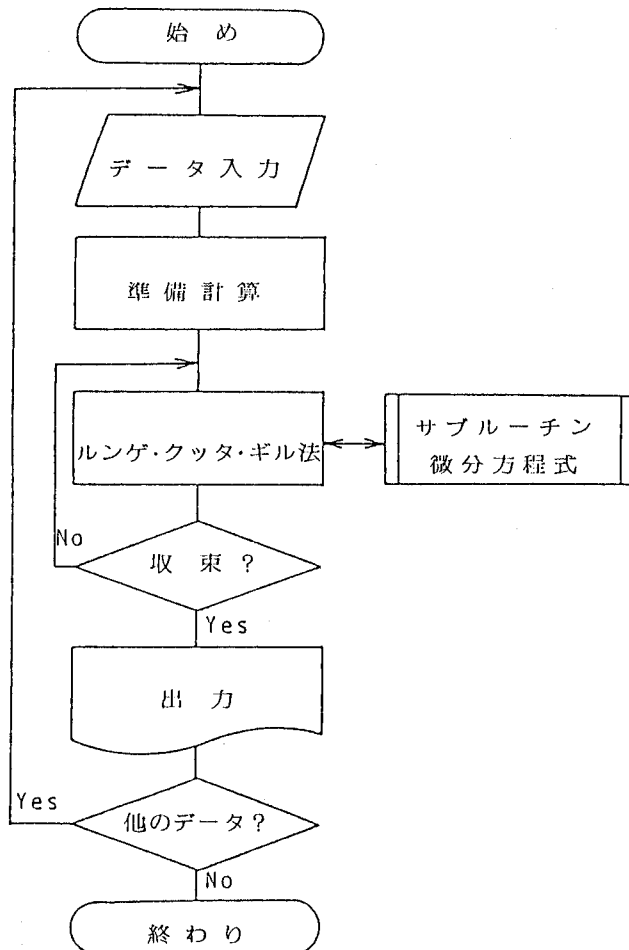 始め
データ入力
準備計算
ルンゲ・クッタ・ギル法
サブルーチン
微分方程式
No
収束?
Yes
出力
Yes
他のデータ?
No
終わり